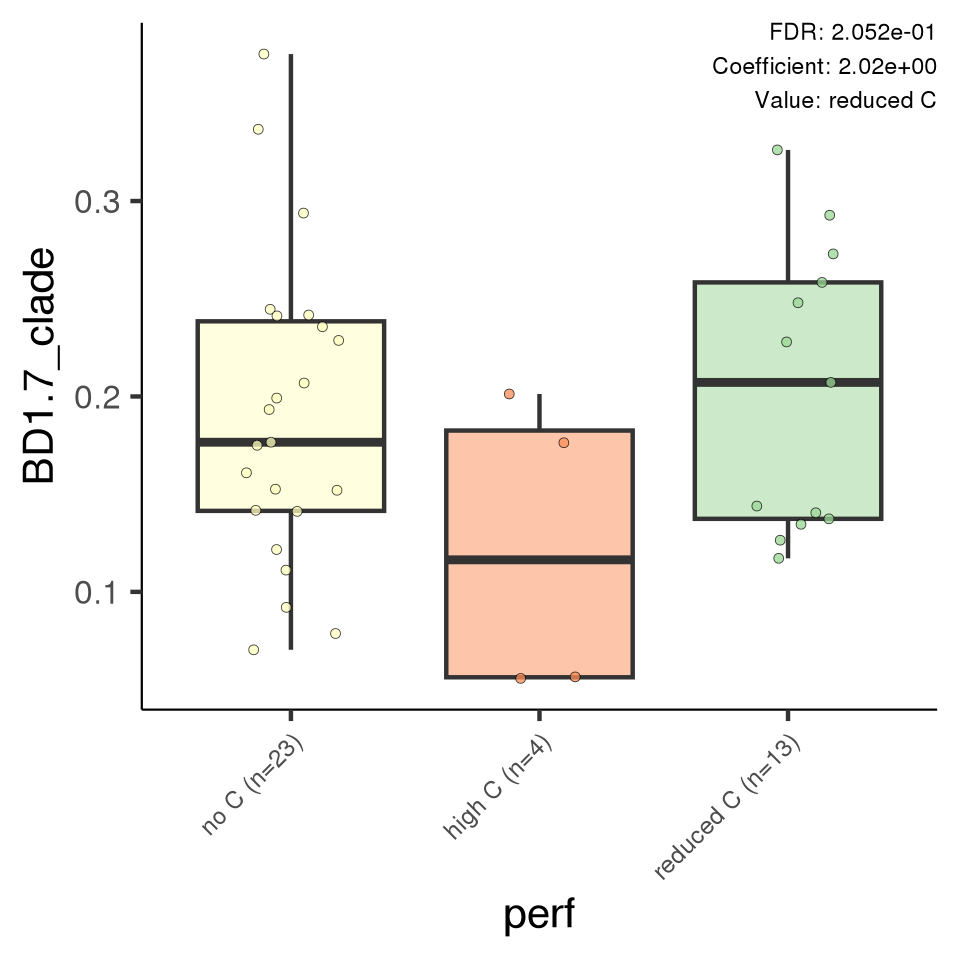 FDR: 2.052e-01
Coefficient: 2.02e+00
Value: reduced C
BD1.7_clade
0.3
0.2
0.1
no C (n=23)
high C (n=4)
reduced C (n=13)
perf